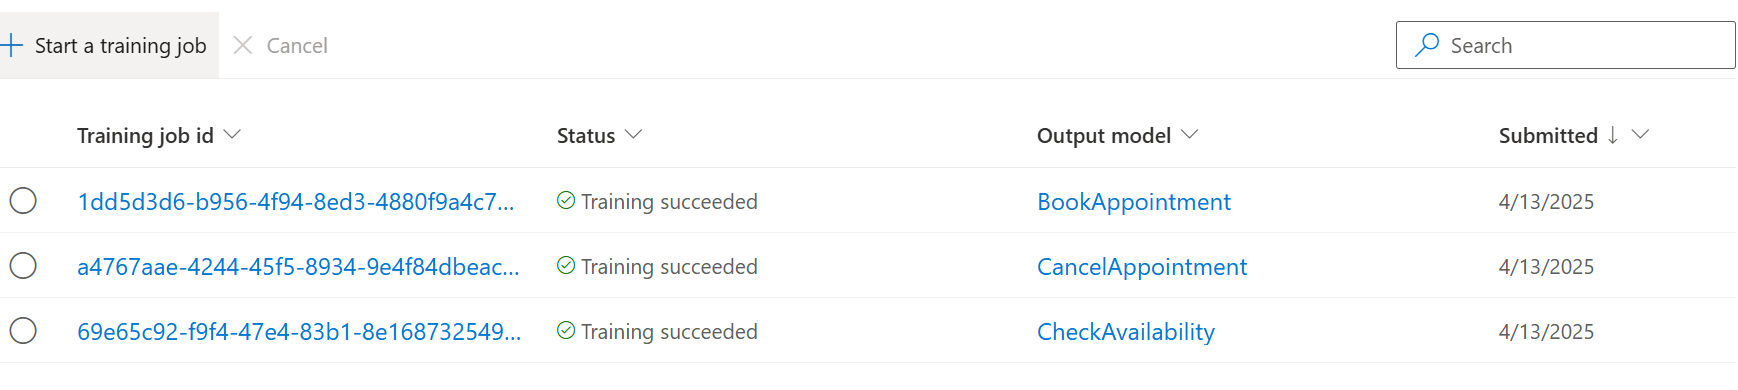 Start a training job Cancel Search
Training job id Status Output model Submitted
1dd5d3d6-b956-4f94-8ed3-4880f9a4c7... Training succeeded BookAppointment 4/13/2025
a4767aae-4244-45f5-8934-9e4f84dbeac... Training succeeded CancelAppointment 4/13/2025
69e65c92-f9f4-47e4-83b1-8e168732549... Training succeeded CheckAvailability 4/13/2025